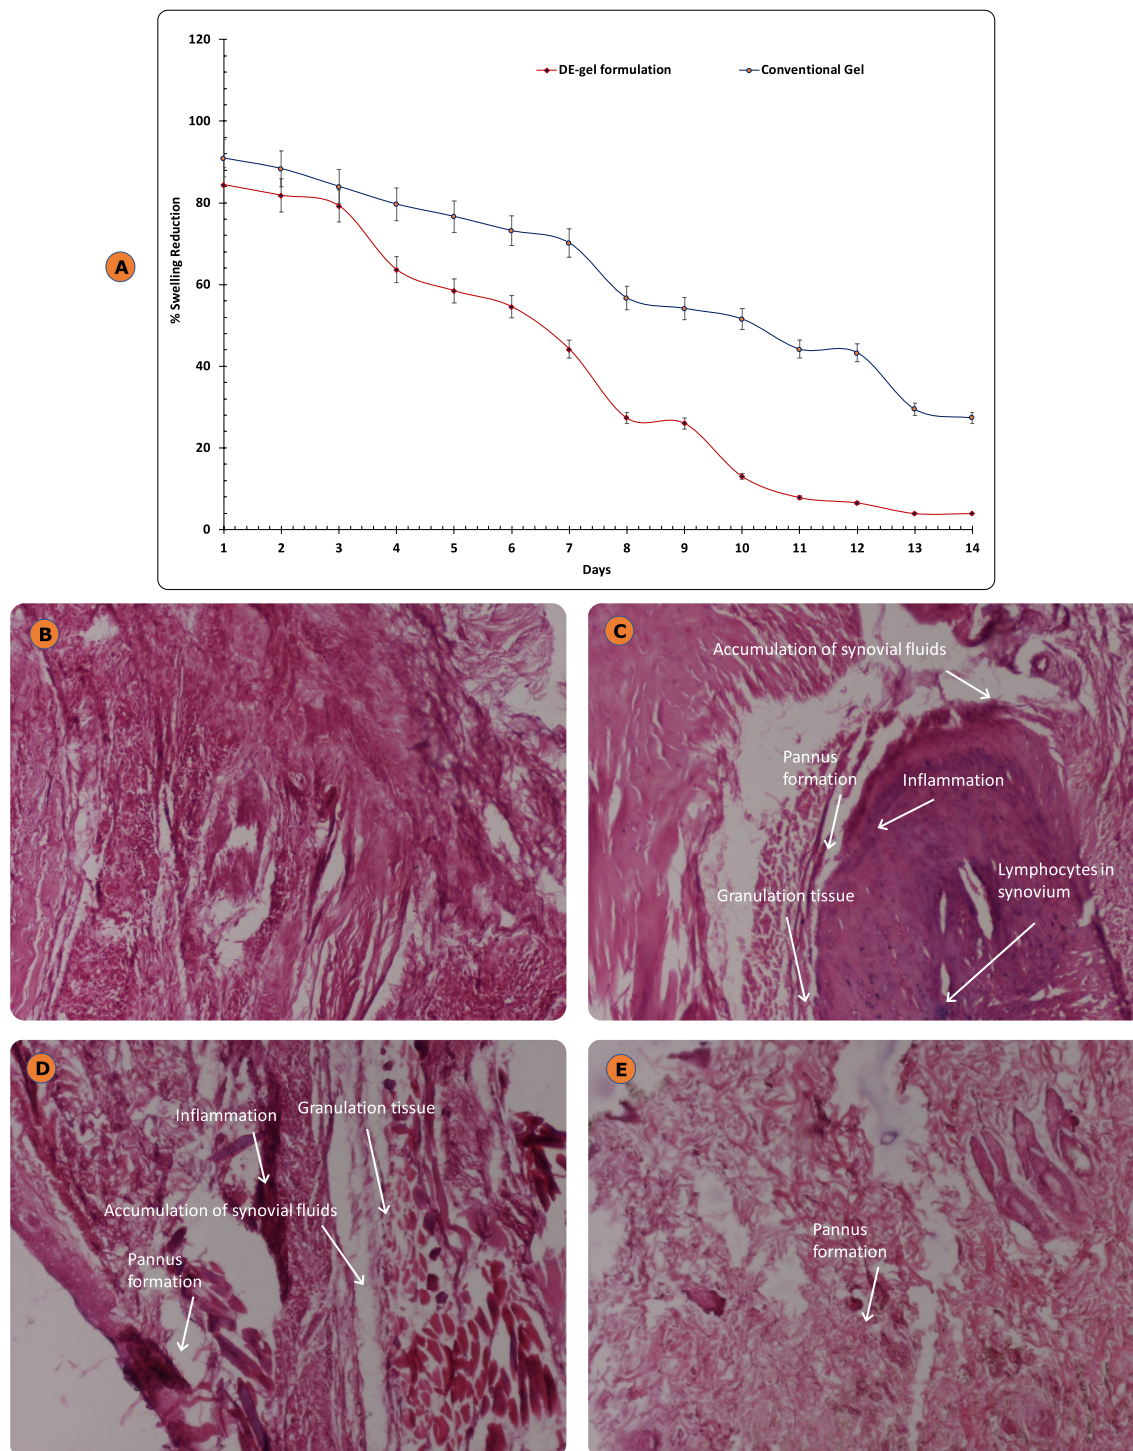 A
120
100
80
60
40
20
0
% Swelling Reduction
DE-gel formulation
Conventional Gel
1 2 3 4 5 6 7 8 9 10 11 12 13 14
Days
B
C
Accumulation of synovial fluids
Pannus
formation
Inflammation
Lymphocytes in
synovium
Granulation tissue
D
Inflammation
Granulation tissue
Accumulation of synovial fluids
Pannus
formation
E
Pannus
formation